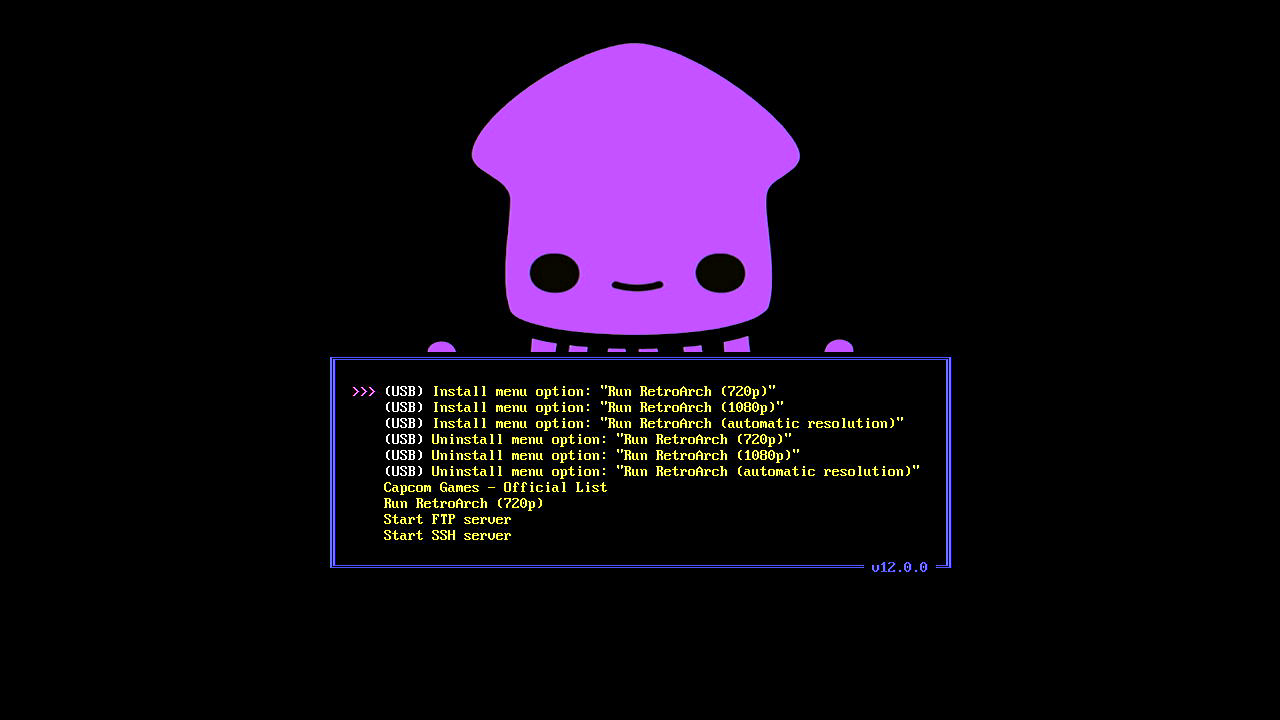 >>> (USB) Install menu option: "Run RetroArch (720p)"
(USB) Install menu option: "Run RetroArch (1080p)"
(USB) Install menu option: "Run RetroArch (automatic resolution)"
(USB) Uninstall menu option: "Run RetroArch (720p)"
(USB) Uninstall menu option: "Run RetroArch (1080p)"
(USB) Uninstall menu option: "Run RetroArch (automatic resolution)"
Capcom Games - Official List
Run RetroArch (720p)
Start FTP server
Start SSH server
v12.0.0